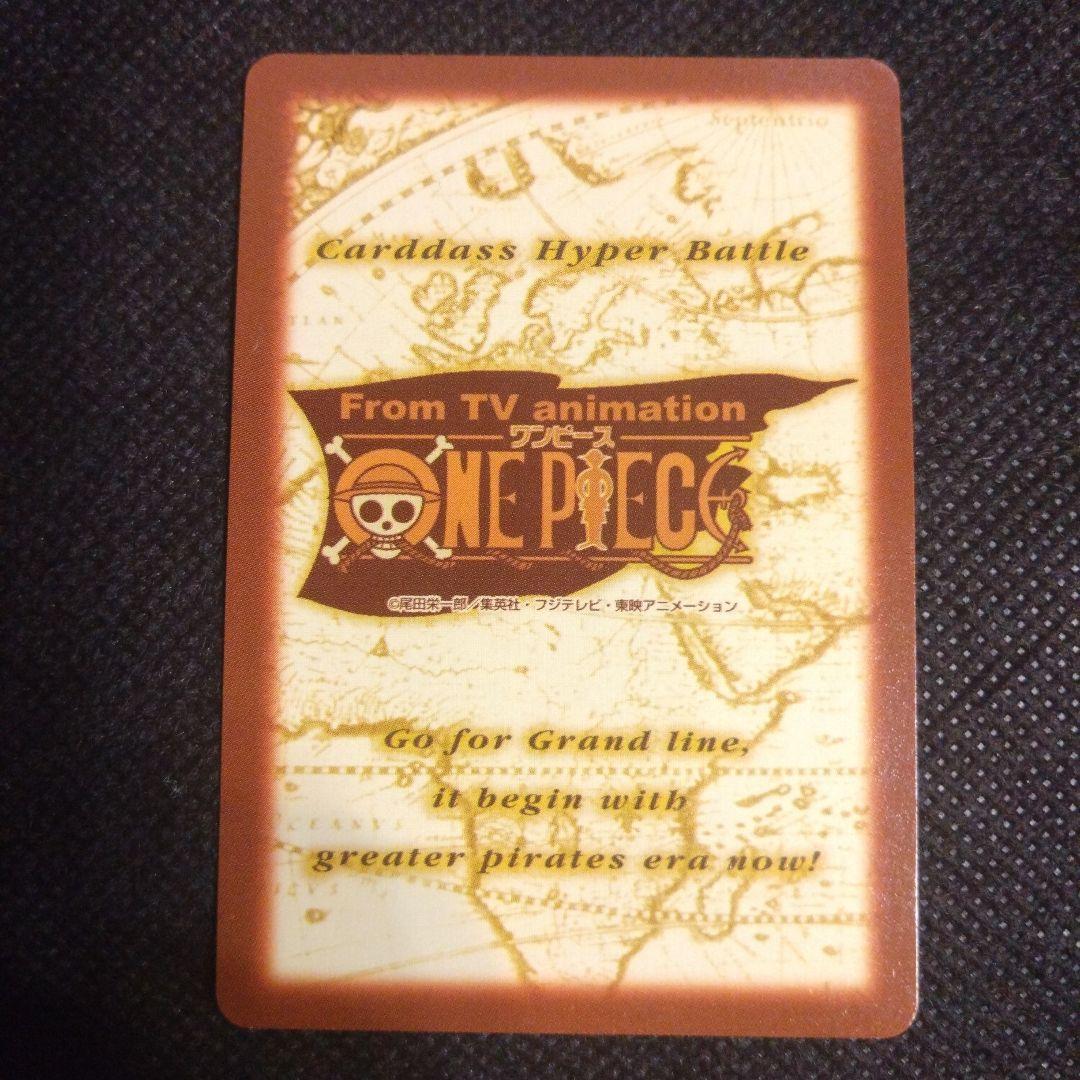 Septentrio
Carddass Hyper Battle
From TV animation
ワンピース
ONE PIECE
©尾田栄一郎／集英社・フジテレビ・東映アニメーション
Go for Grand line,
it begin with
greater pirates era now!